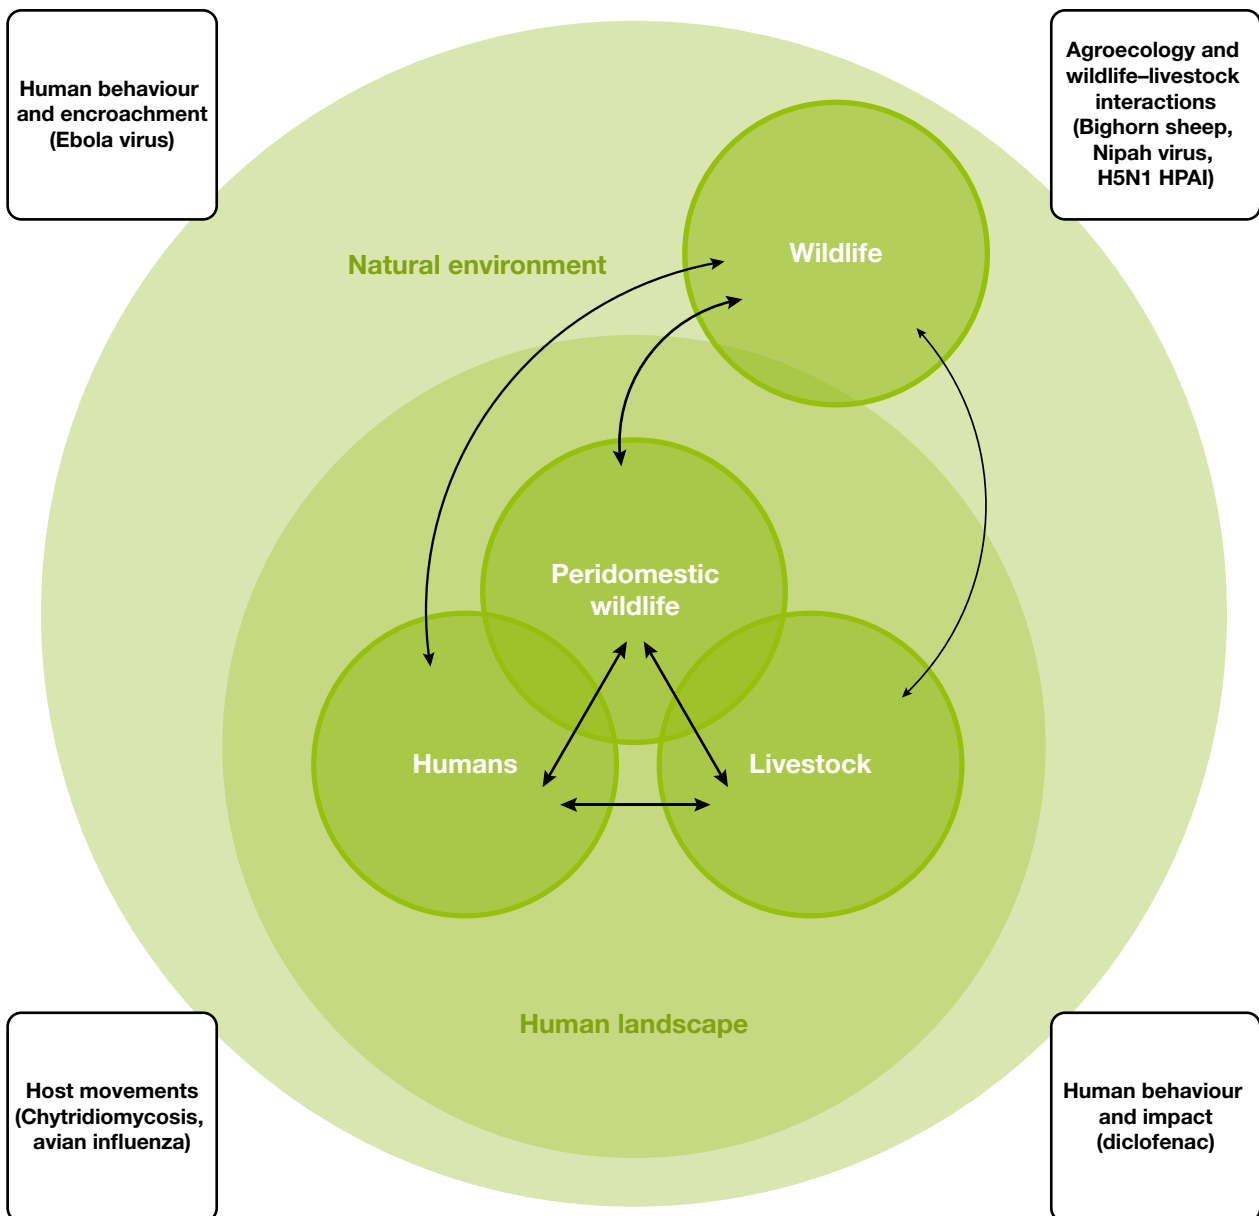 Human behaviour
and encroachment
(Ebola virus)
Agroecology and
wildlife–livestock
interactions
(Bighorn sheep,
Nipah virus,
H5N1 HPAI)
Wildlife
Natural environment
Peridomestic
wildlife
Humans
Livestock
Human landscape
Host movements
(Chytridiomycosis,
avian influenza)
Human behaviour
and impact
(diclofenac)